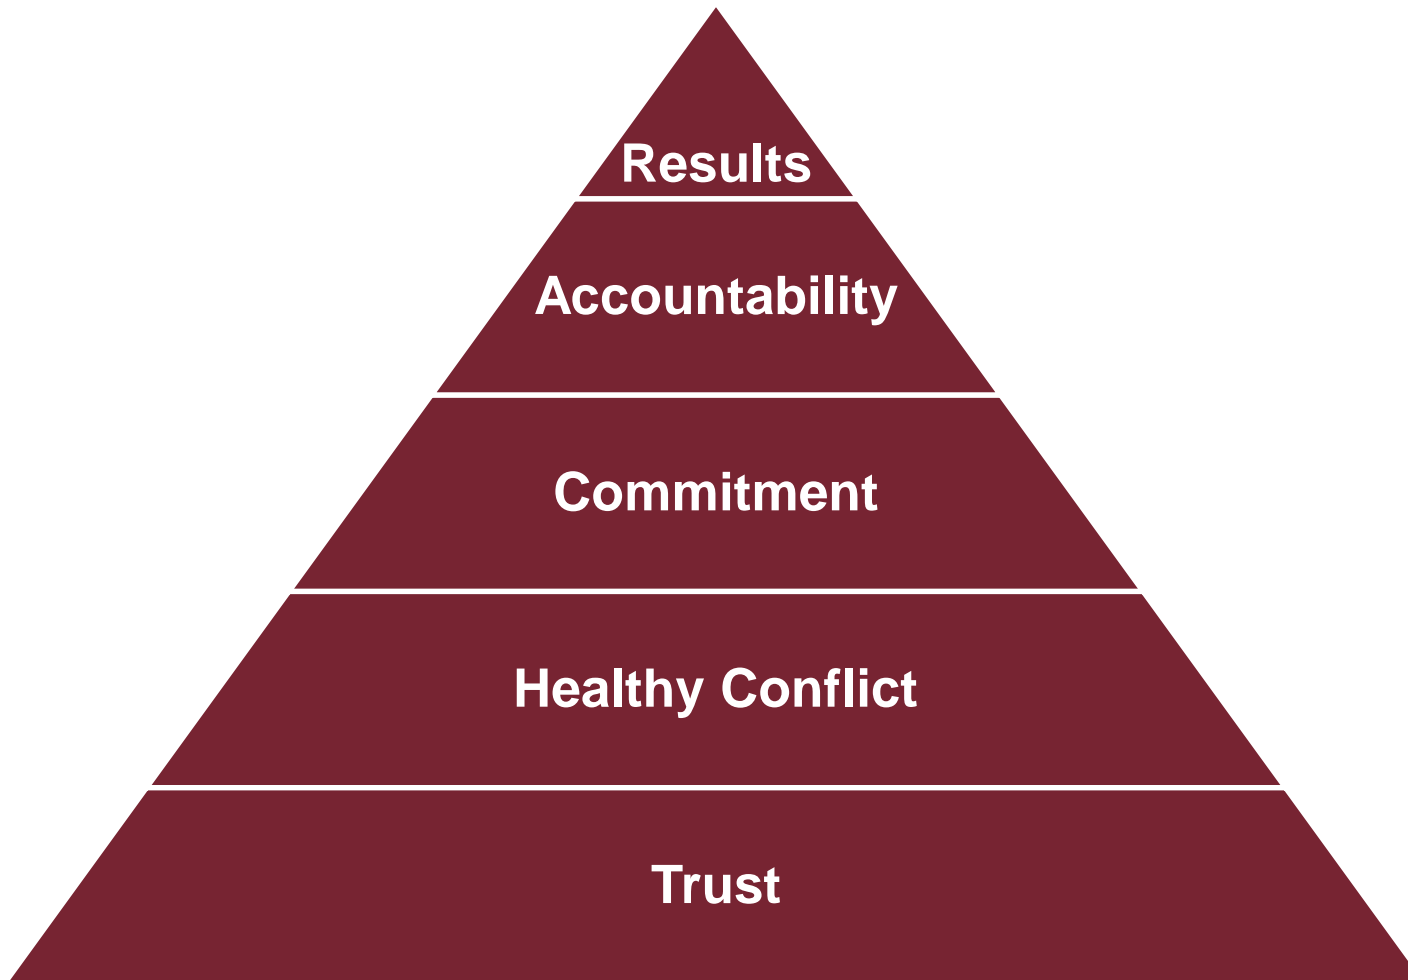 Results
Accountability
Commitment
Healthy Conflict
Trust